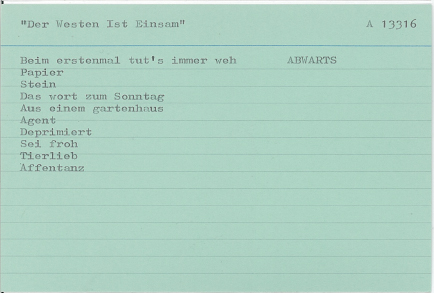 "Der Westen Ist Einsam" A 13316
Beim erstenmal tut's immer weh ABWARTS
Papier
Stein
Das wort zum Sonntag
Aus einem gartenhaus
Agent
Deprimiert
Sei froh
Tierlieb
Affentanz